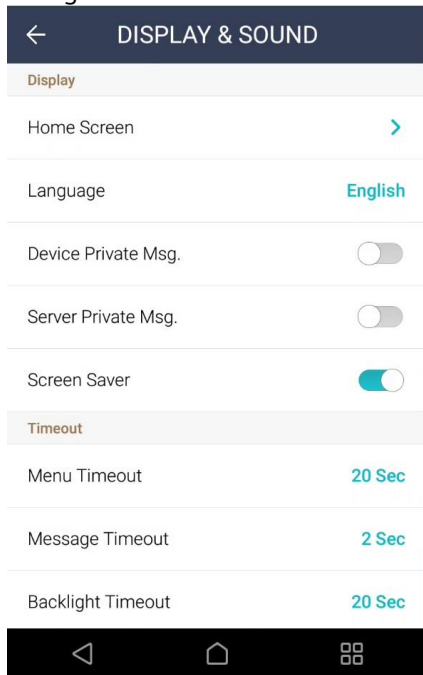 DISPLAY & SOUND
Display
Home Screen
Language English
Device Private Msg.
Server Private Msg.
Screen Saver
Timeout
Menu Timeout 20 Sec
Message Timeout 2 Sec
Backlight Timeout 20 Sec